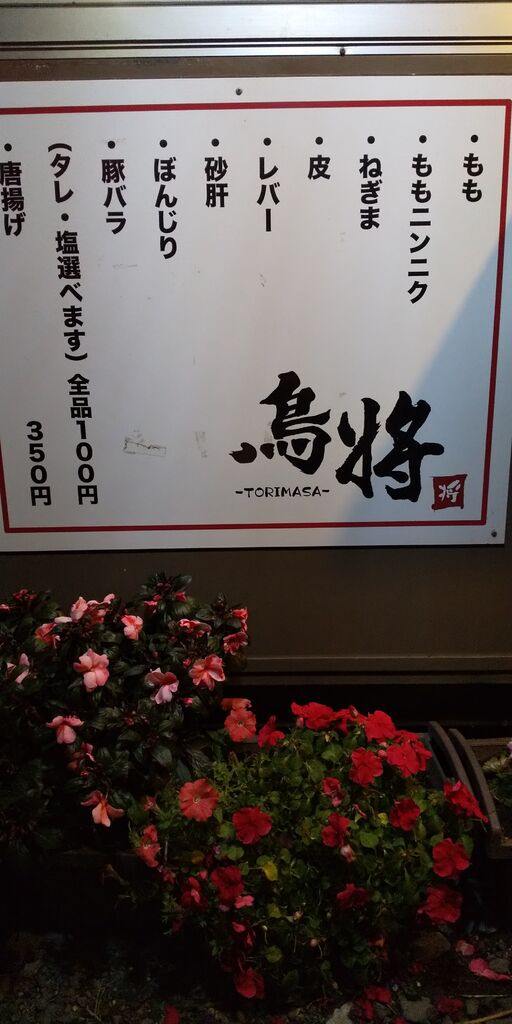 ・もも
・ももニンニク
・ねぎま
・皮
・レバー
・砂肝
・ぼんじり
・豚バラ
(タレ・塩選べます) 全品100円
・唐揚げ 350円
鳥将
-TORIMASA-
将